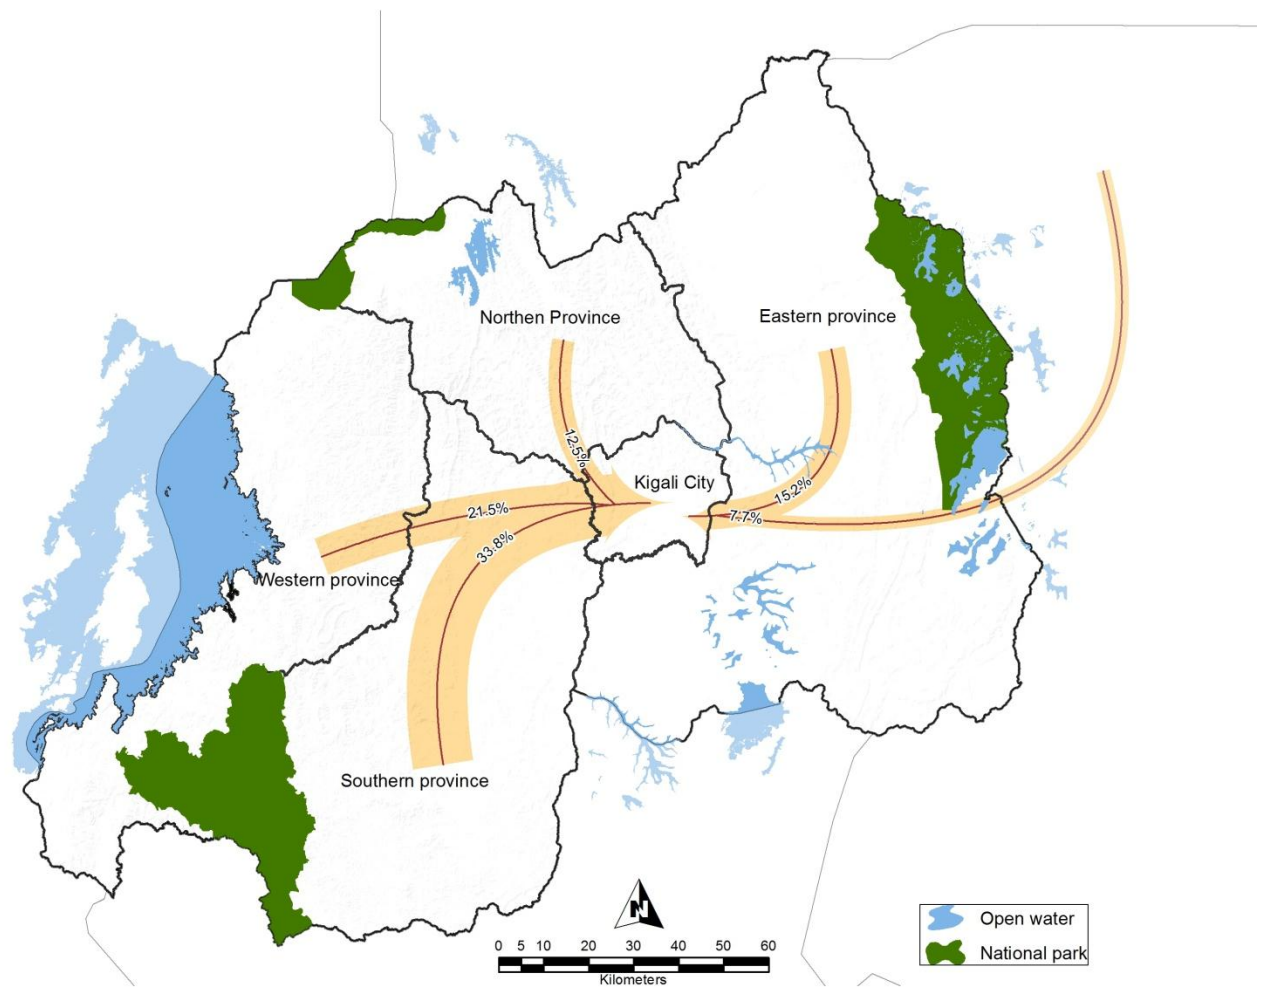 Northen Province
Eastern province
12.5%
Kigali City
15.2%
21.5%
7.7%
33.8%
Western province
Southern province
N
0 5 10 20 30 40 50 60
Kilometers
Open water
National park